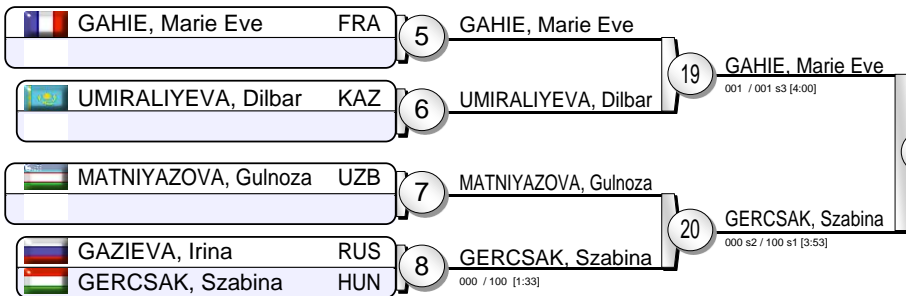 GAHIE, Marie Eve FRA
5
GAHIE, Marie Eve
UMIRALIYEVA, Dilbar KAZ
6
UMIRALIYEVA, Dilbar
19
GAHIE, Marie Eve
001 / 001 s3 [4:00]
MATNIYAZOVA, Gulnoza UZB
7
MATNIYAZOVA, Gulnoza
GAZIEVA, Irina RUS
GERCSAK, Szabina HUN
8
GERCSAK, Szabina
000 / 100 [1:33]
20
GERCSAK, Szabina
000 s2 / 100 s1 [3:53]